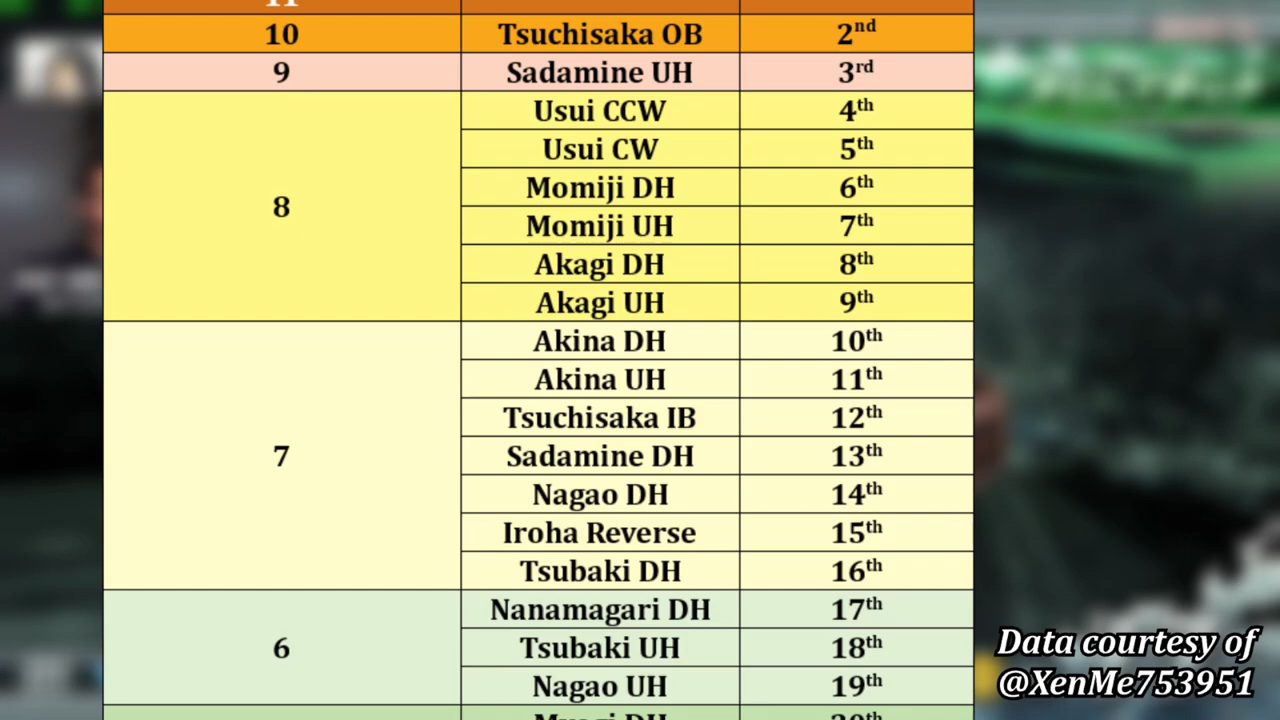 11
10 Tsuchisaka OB 2nd
9 Sadamine UH 3rd
8
Usui CCW 4th
Usui CW 5th
Momiji DH 6th
Momiji UH 7th
Akagi DH 8th
Akagi UH 9th
7
Akina DH 10th
Akina UH 11th
Tsuchisaka IB 12th
Sadamine DH 13th
Nagao DH 14th
Iroha Reverse 15th
Tsubaki DH 16th
6
Nanamagari DH 17th
Tsubaki UH 18th
Nagao UH 19th
Data courtesy of
@XenMe753951